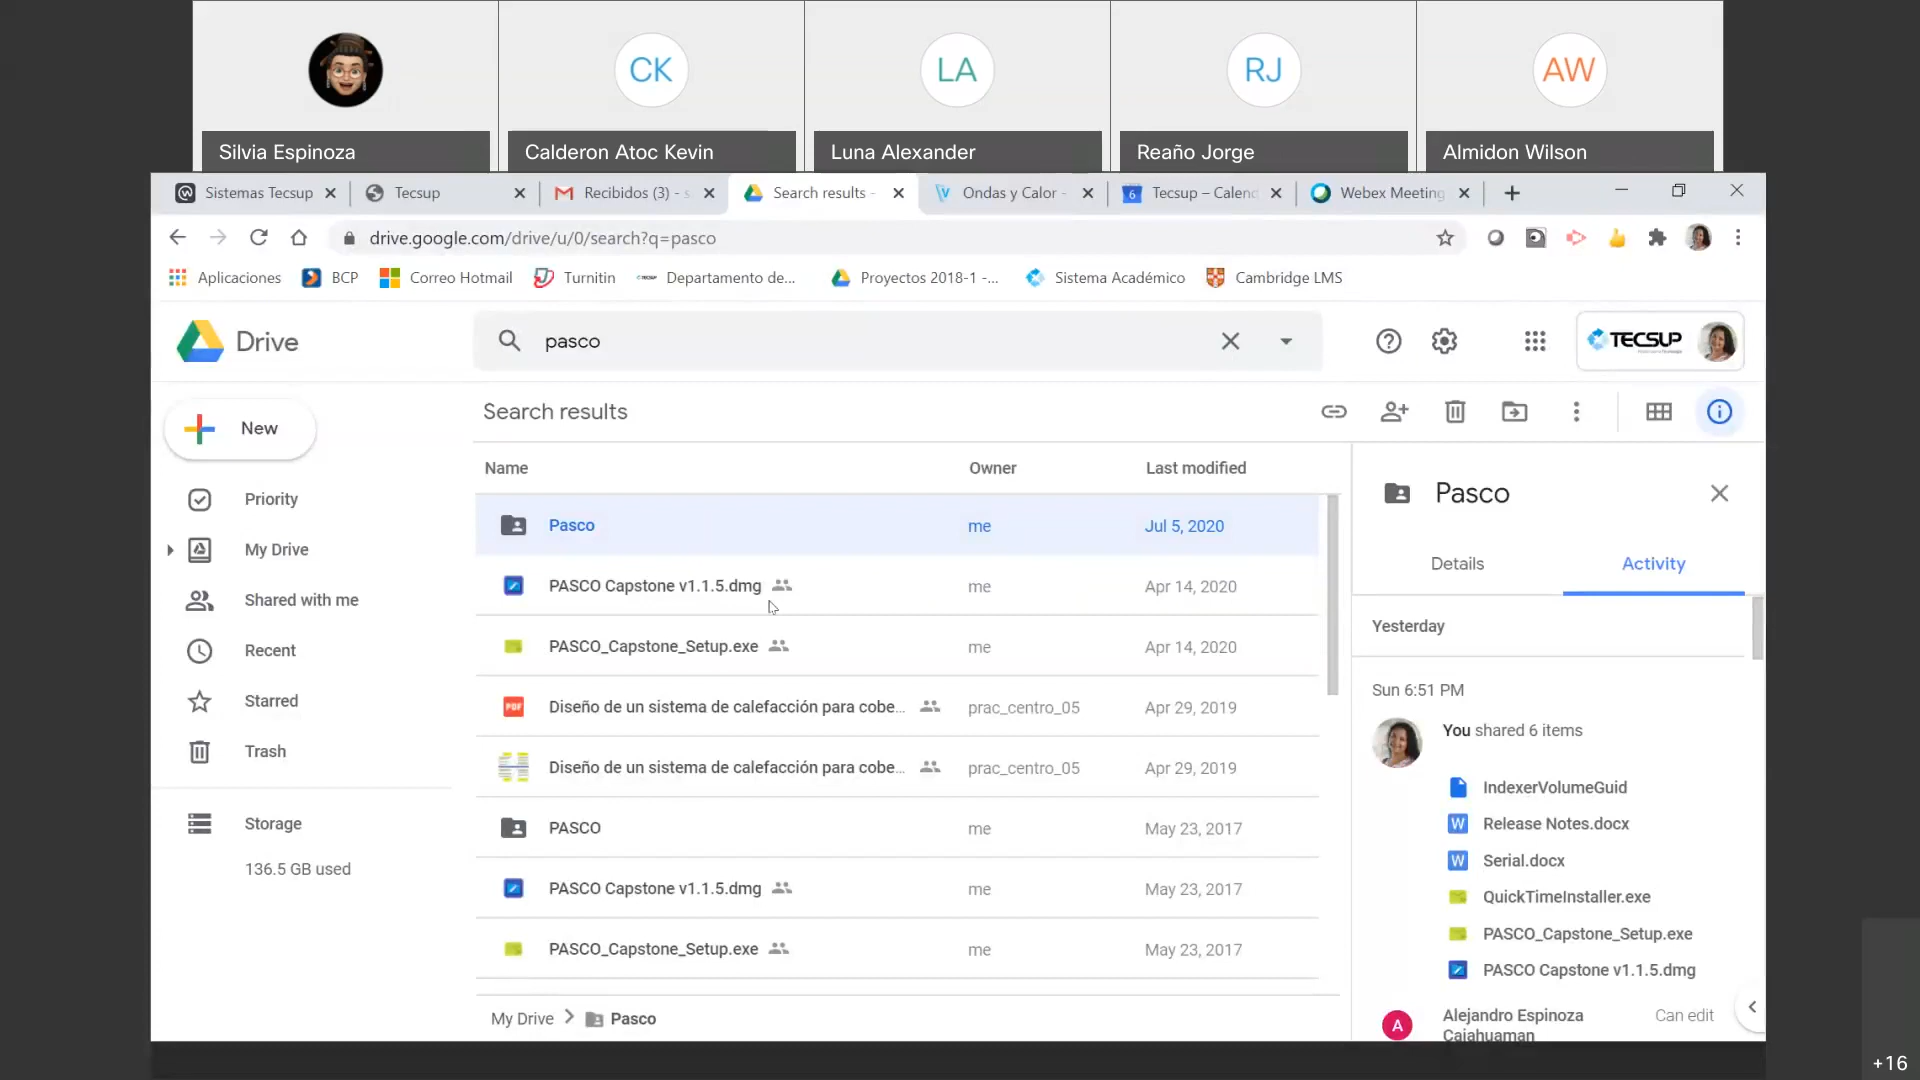 CK
LA
RJ
AW
Silvia Espinoza
Calderon Atoc Kevin
Luna Alexander
Reaño Jorge
Almidon Wilson
Sistemas Tecsup
Tecsup
Recibidos (3) - s
Search results -
Ondas y Calor -
6
Tecsup – Calend
Webex Meeting
drive.google.com/drive/u/0/search?q=pasco
Aplicaciones
BCP
Correo Hotmail
Turnitin
Departamento de...
Proyectos 2018-1 -...
Sistema Académico
Cambridge LMS
Drive
pasco
TECSUP
New
Search results
Priority
My Drive
Shared with me
Recent
Starred
Trash
Storage
136.5 GB used
Name Owner Last modified
Pasco me Jul 5, 2020
PASCO Capstone v1.1.5.dmg me Apr 14, 2020
PASCO_Capstone_Setup.exe me Apr 14, 2020
PDF Diseño de un sistema de calefacción para cobe... prac_centro_05 Apr 29, 2019
Diseño de un sistema de calefacción para cobe... prac_centro_05 Apr 29, 2019
PASCO me May 23, 2017
PASCO Capstone v1.1.5.dmg me May 23, 2017
PASCO_Capstone_Setup.exe me May 23, 2017
My Drive Pasco
Pasco
Details Activity
Yesterday
Sun 6:51 PM
You shared 6 items
IndexerVolumeGuid
W Release Notes.docx
W Serial.docx
QuickTimeInstaller.exe
PASCO_Capstone_Setup.exe
PASCO Capstone v1.1.5.dmg
A Alejandro Espinoza Can edit
Cajahuaman
+16